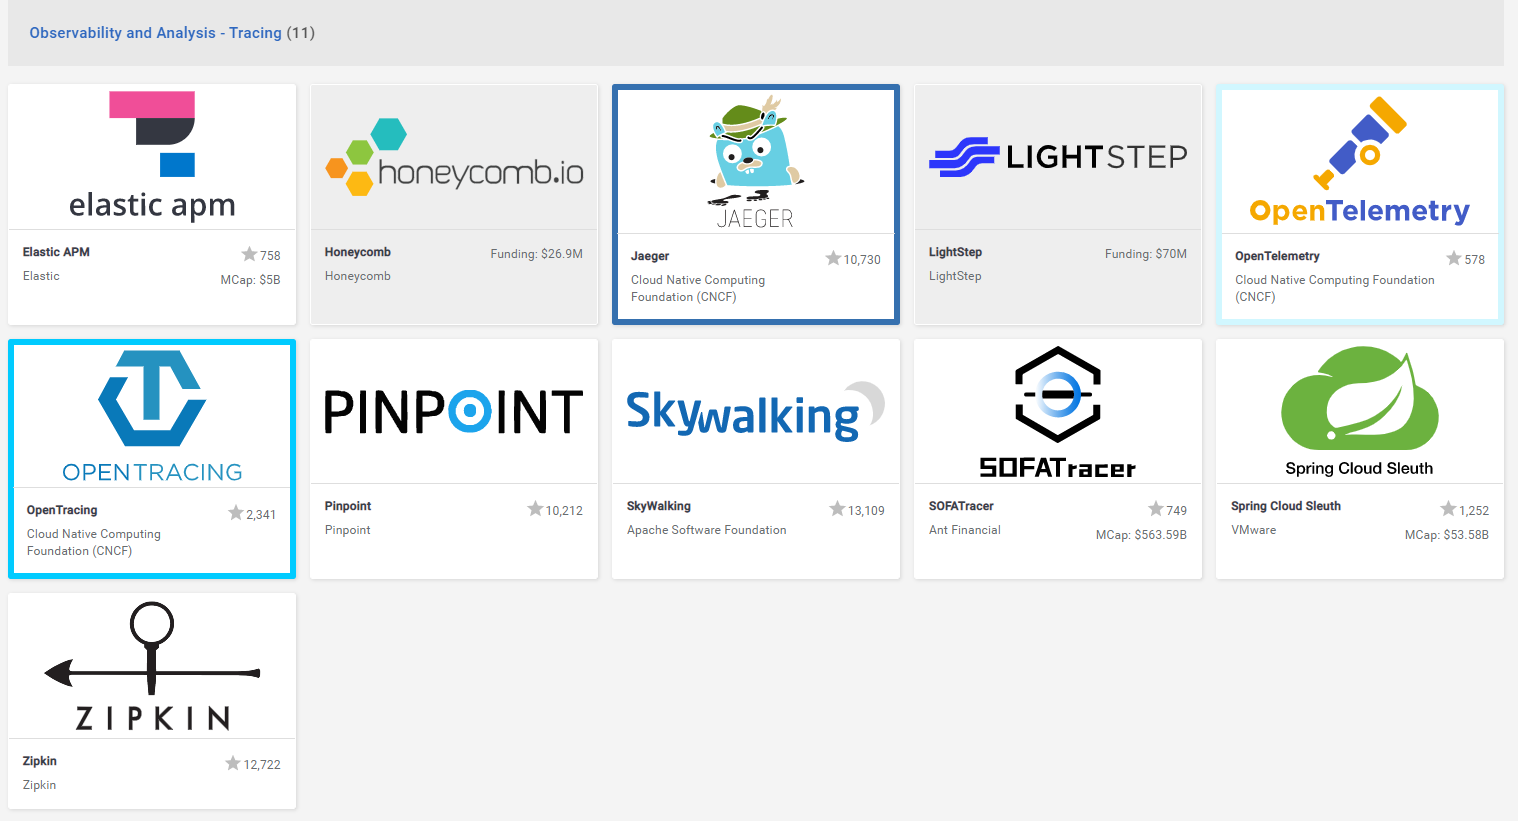 Observability and Analysis - Tracing (11)
elastic apm
Elastic APM
758
Elastic
MCap: $5B
honeycomb.io
Honeycomb
Funding: $26.9M
Honeycomb
JAEGER
Jaeger
10,730
Cloud Native Computing
Foundation (CNCF)
LIGHTSTEP
LightStep
Funding: $70M
LightStep
OpenTelemetry
OpenTelemetry
578
Cloud Native Computing Foundation
(CNCF)
OPENTRACING
OpenTracing
2,341
Cloud Native Computing
Foundation (CNCF)
PINPOINT
Pinpoint
10,212
Pinpoint
Skywalking
SkyWalking
13,109
Apache Software Foundation
SOFATracer
SOFATracer
749
Ant Financial
MCap: $563.59B
Spring Cloud Sleuth
Spring Cloud Sleuth
1,252
VMware
MCap: $53.58B
ZIPKIN
Zipkin
12,722
Zipkin